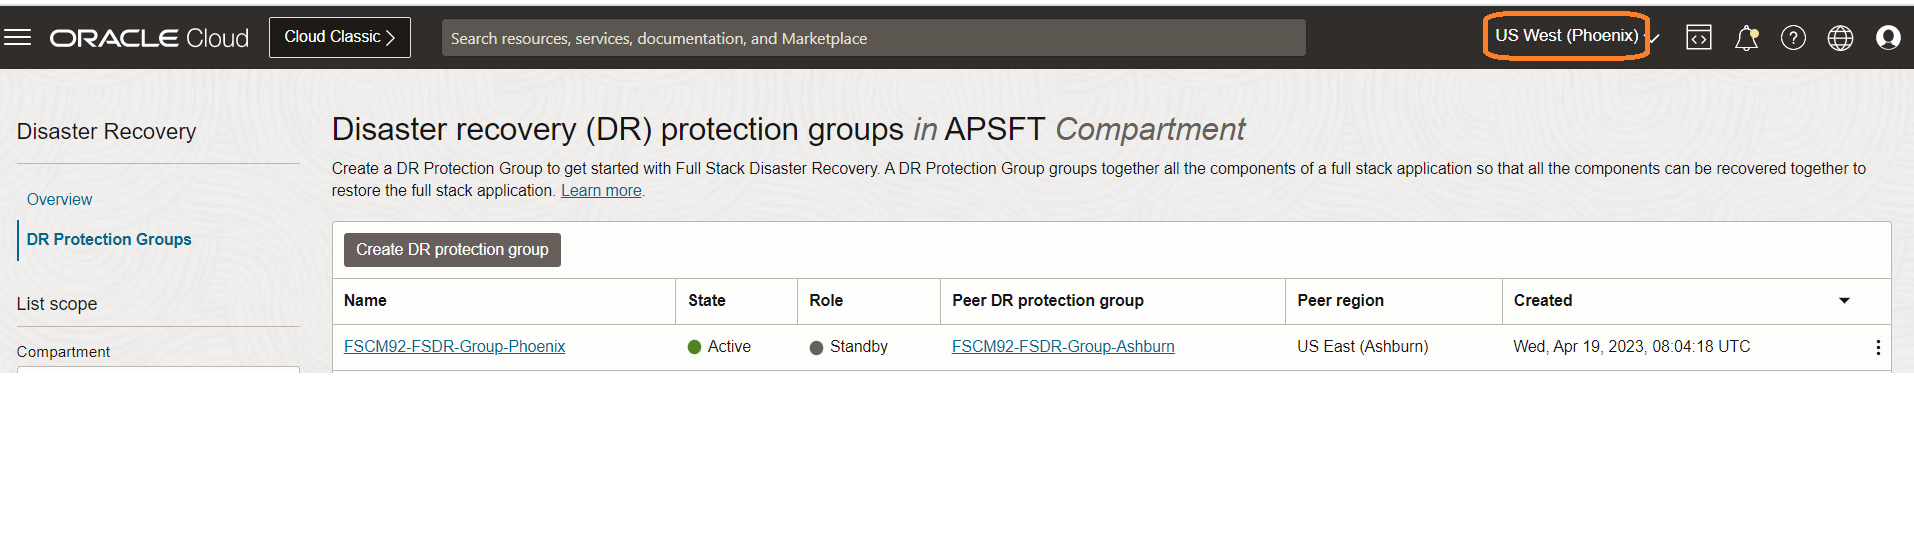 ORACLE Cloud
Cloud Classic
Search resources, services, documentation, and Marketplace
US West (Phoenix)
Disaster Recovery
Overview
DR Protection Groups
List scope
Compartment
Disaster recovery (DR) protection groups in APSFT Compartment
Create a DR Protection Group to get started with Full Stack Disaster Recovery. A DR Protection Group groups together all the components of a full stack application so that all the components can be recovered together to
restore the full stack application. Learn more.
Create DR protection group
Name State Role Peer DR protection group Peer region Created
FSCM92-FSDR-Group-Phoenix Active Standby FSCM92-FSDR-Group-Ashburn US East (Ashburn) Wed, Apr 19, 2023, 08:04:18 UTC